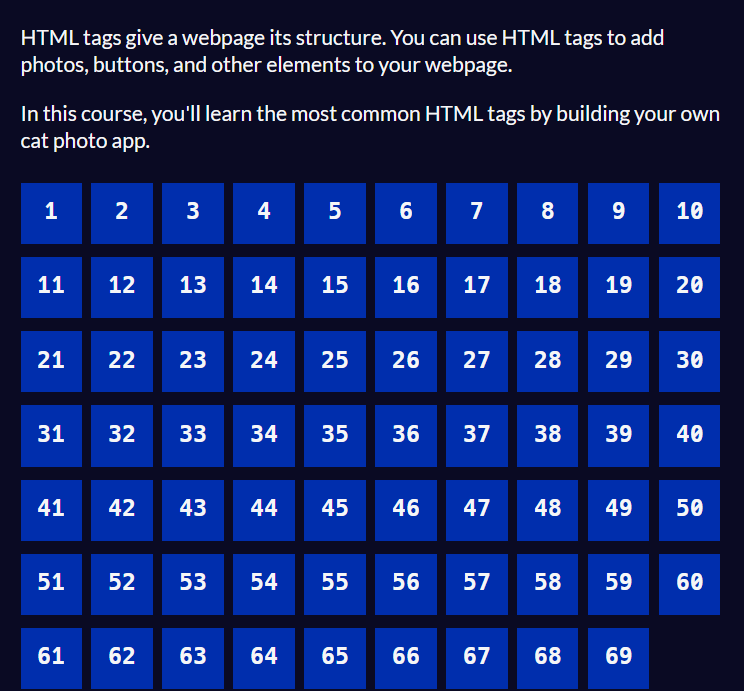 HTML tags give a webpage its structure. You can use HTML tags to add
photos, buttons, and other elements to your webpage.
In this course, you'll learn the most common HTML tags by building your own
cat photo app.
1 2 3 4 5 6 7 8 9 10
11 12 13 14 15 16 17 18 19 20
21 22 23 24 25 26 27 28 29 30
31 32 33 34 35 36 37 38 39 40
41 42 43 44 45 46 47 48 49 50
51 52 53 54 55 56 57 58 59 60
61 62 63 64 65 66 67 68 69